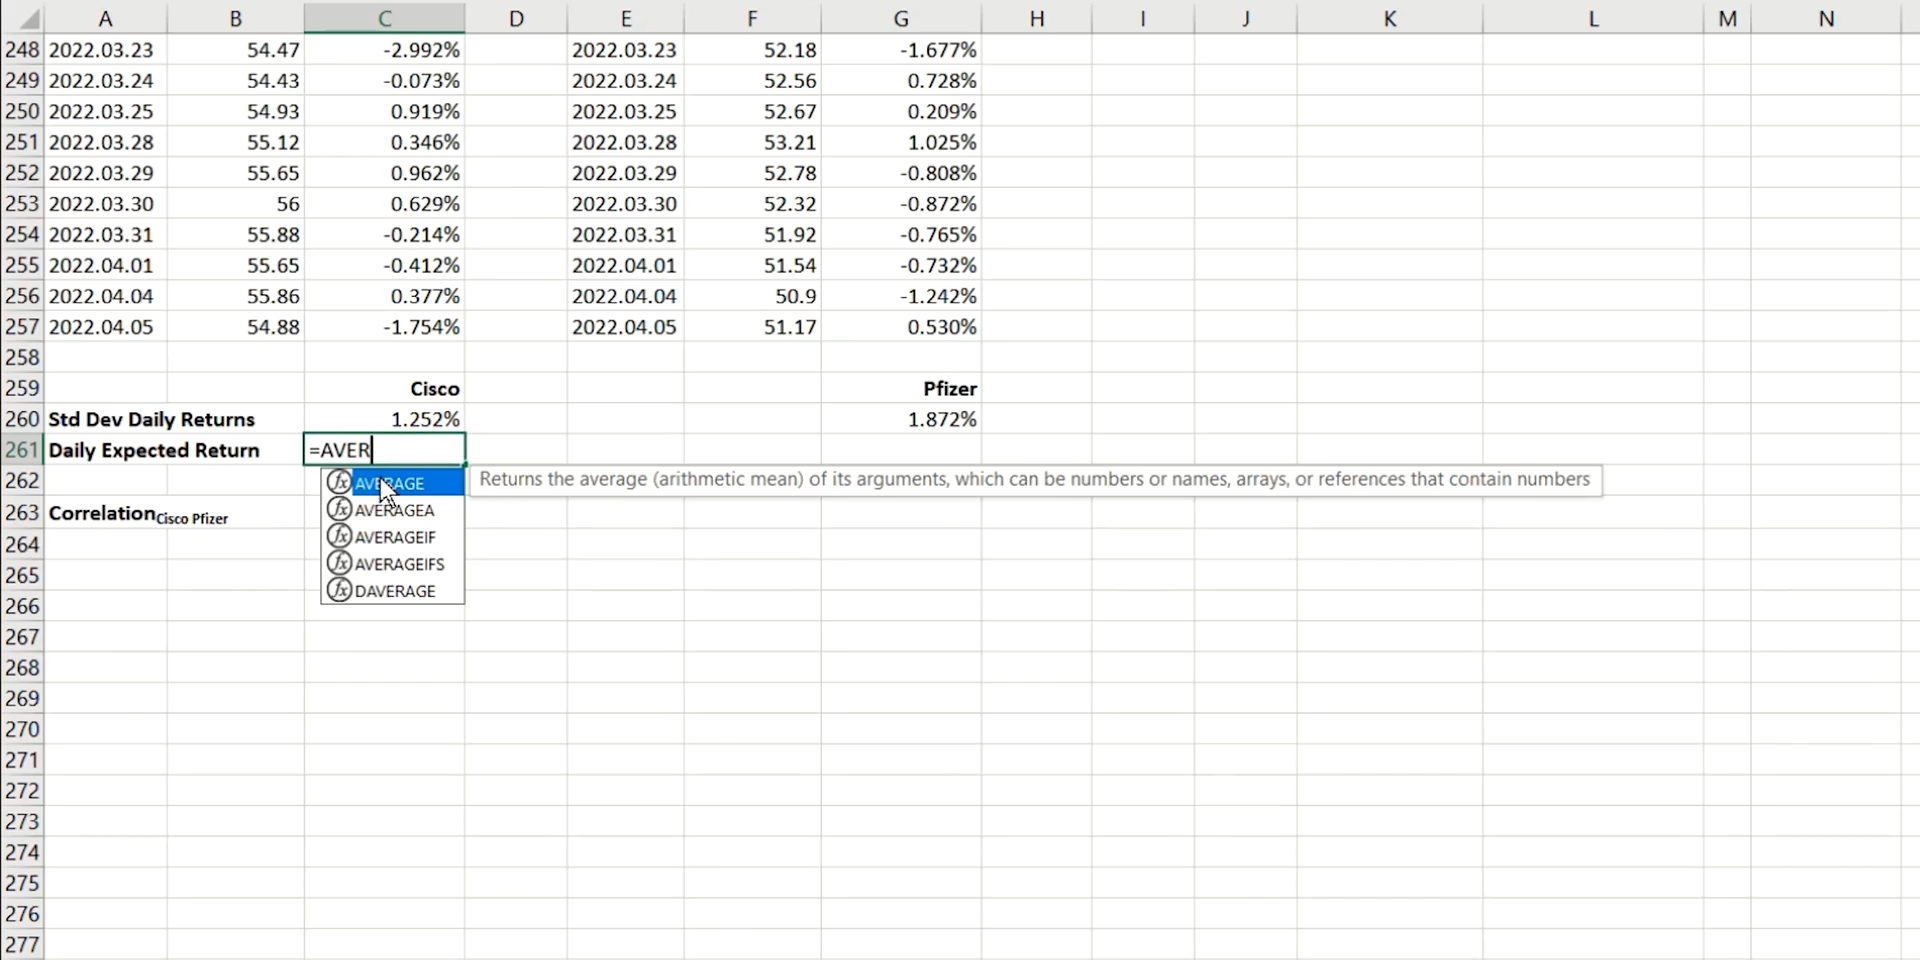 A B C D E F G H I J K L M N
248 2022.03.23 54.47 -2.992% 2022.03.23 52.18 -1.677%
249 2022.03.24 54.43 -0.073% 2022.03.24 52.56 0.728%
250 2022.03.25 54.93 0.919% 2022.03.25 52.67 0.209%
251 2022.03.28 55.12 0.346% 2022.03.28 53.21 1.025%
252 2022.03.29 55.65 0.962% 2022.03.29 52.78 -0.808%
253 2022.03.30 56 0.629% 2022.03.30 52.32 -0.872%
254 2022.03.31 55.88 -0.214% 2022.03.31 51.92 -0.765%
255 2022.04.01 55.65 -0.412% 2022.04.01 51.54 -0.732%
256 2022.04.04 55.86 0.377% 2022.04.04 50.9 -1.242%
257 2022.04.05 54.88 -1.754% 2022.04.05 51.17 0.530%
258
259 Cisco Pfizer
260 Std Dev Daily Returns 1.252% 1.872%
261 Daily Expected Return =AVER
262 fx AVERAGE Returns the average (arithmetic mean) of its arguments, which can be numbers or names, arrays, or references that contain numbers
263 Correlation Cisco Pfizer fx AVERAGEA
264 fx AVERAGEIF
265 fx AVERAGEIFS
266 fx DAVERAGE
267
268
269
270
271
272
273
274
275
276
277